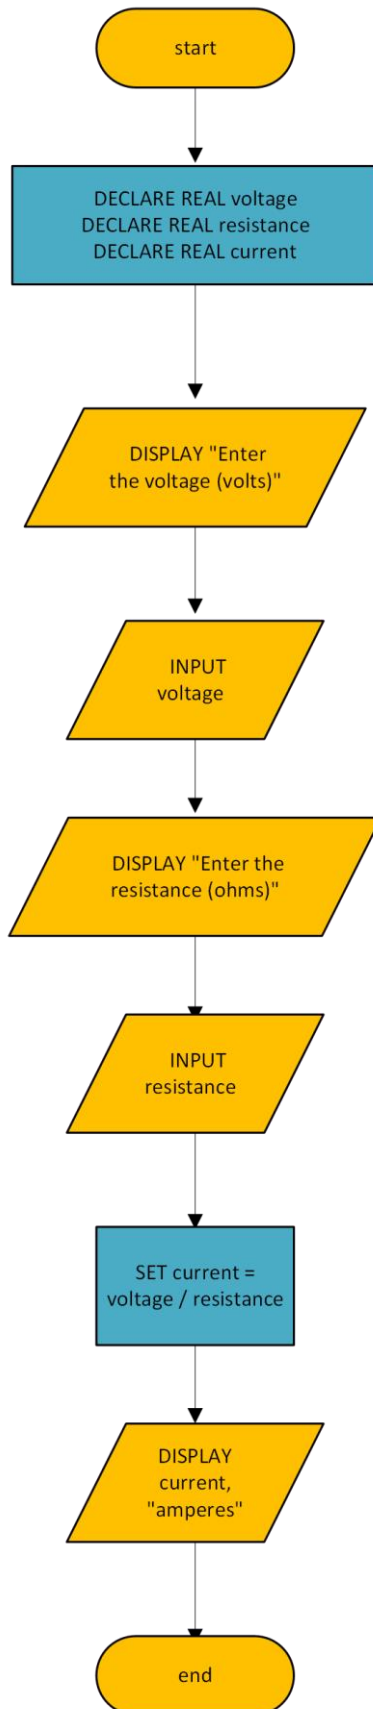 start
DECLARE REAL voltage
DECLARE REAL resistance
DECLARE REAL current
DISPLAY "Enter
the voltage (volts)"
INPUT
voltage
DISPLAY "Enter the
resistance (ohms)"
INPUT
resistance
SET current =
voltage / resistance
DISPLAY
current,
"amperes"
end